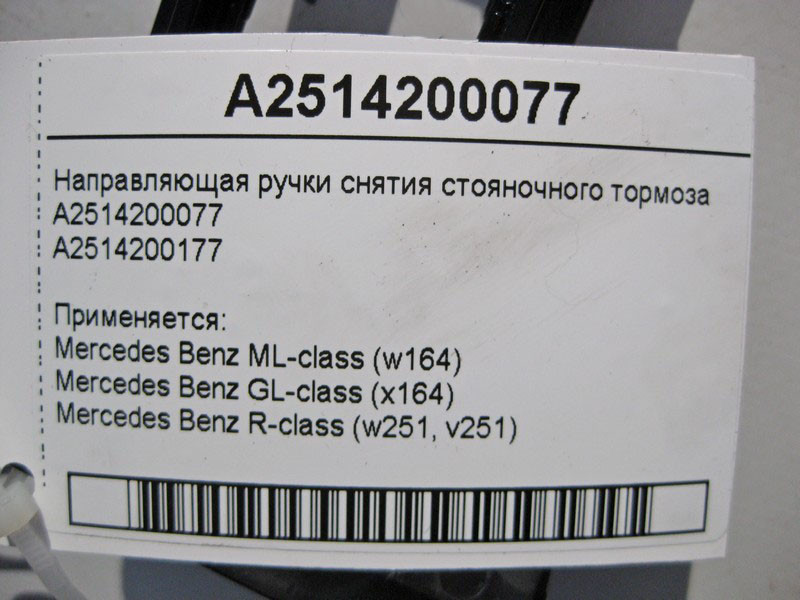 A2514200077
Направляющая ручки снятия стояночного тормоза
A2514200077
A2514200177
Применяется:
Mercedes Benz ML-class (w164)
Mercedes Benz GL-class (x164)
Mercedes Benz R-class (w251, v251)